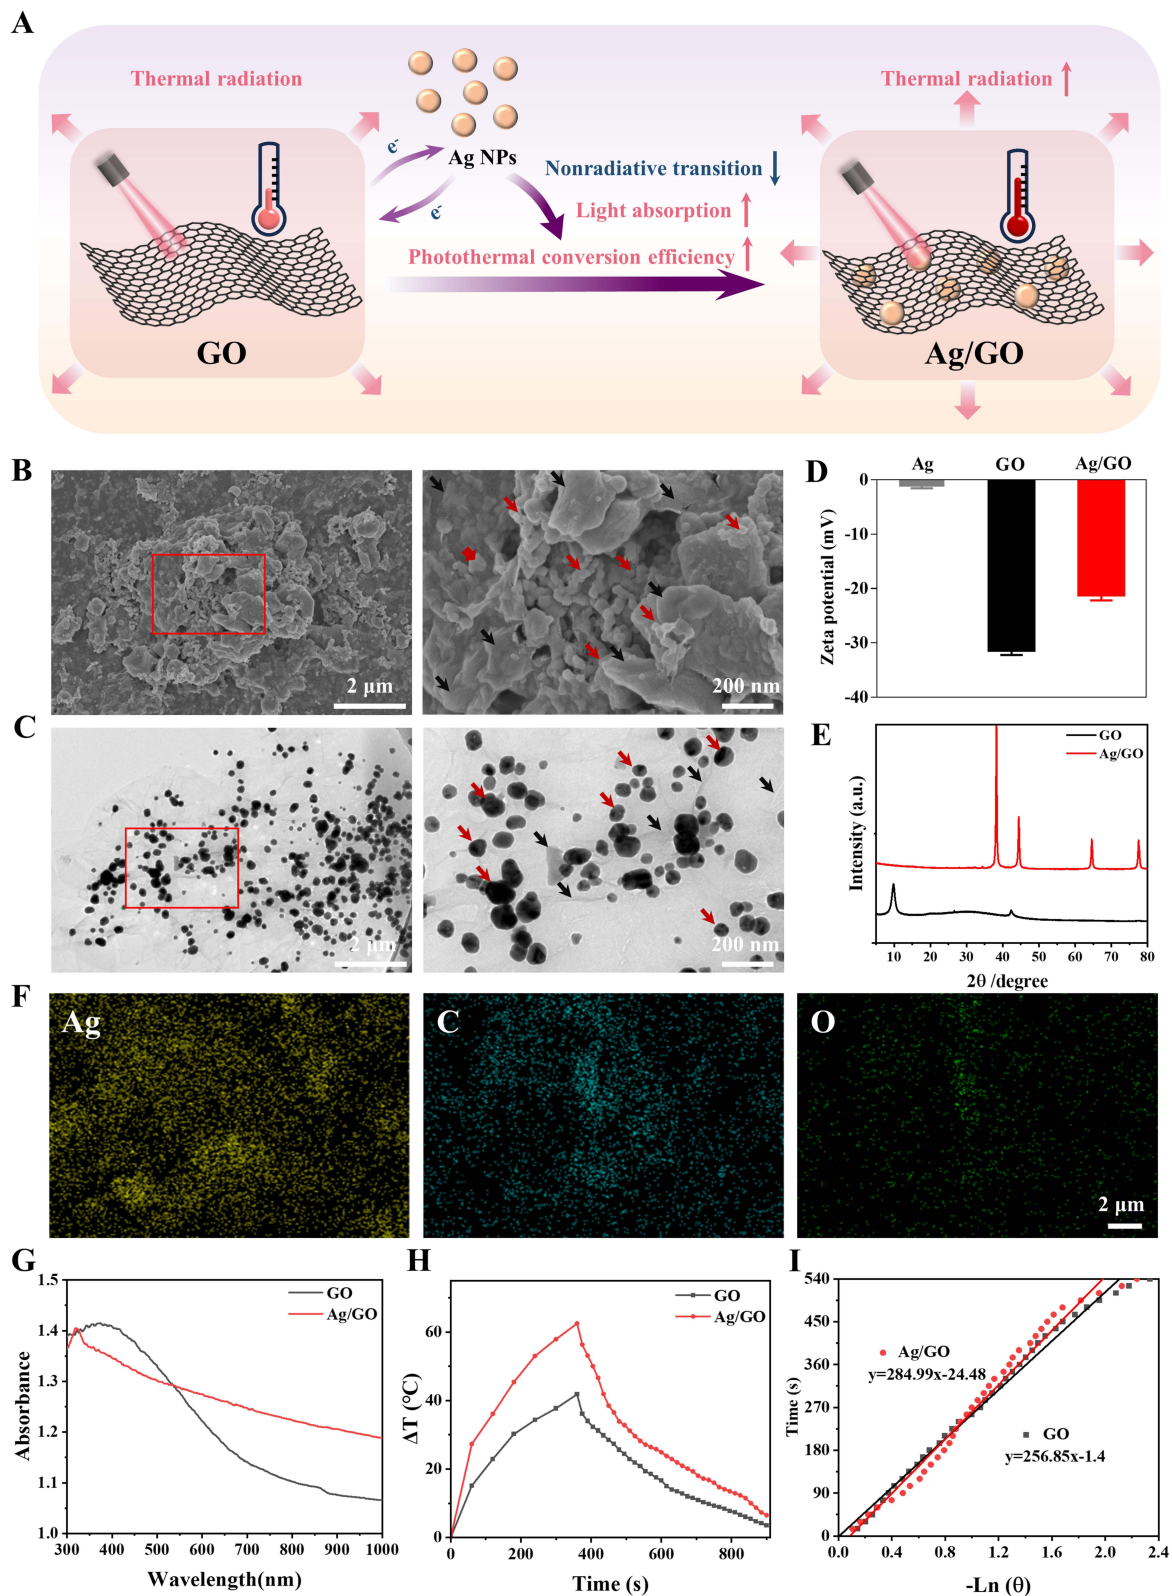 A
Thermal radiation
Thermal radiation
e-
Ag NPs
e-
Nonradiative transition
Light absorption
Photothermal conversion efficiency
GO
Ag/GO
B
2 μm
200 nm
C
2 μm
200 nm
D
Ag GO Ag/GO
0
-10
-20
-30
-40
Zeta potential (mV)
E
GO
Ag/GO
Intensity (a.u.)
10 20 30 40 50 60 70 80
2θ /degree
F
Ag
C
O
2 μm
G
GO
Ag/GO
1.5
1.4
1.3
1.2
1.1
1.0
Absorbance
300 400 500 600 700 800 900 1000
Wavelength(nm)
H
GO
Ag/GO
60
40
20
0
ΔT (°C)
0 200 400 600 800
Time (s)
I
540
450
360
270
180
90
0
Time (s)
Ag/GO
y=284.99x-24.48
GO
y=256.85x-1.4
0.0 0.4 0.8 1.2 1.6 2.0 2.4
-Ln (θ)